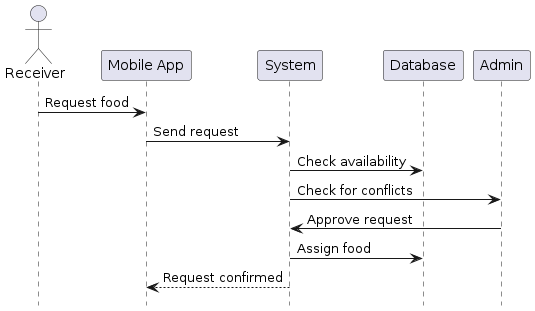 Receiver
Mobile App
System
Database
Admin
Request food
Send request
Check availability
Check for conflicts
Approve request
Assign food
Request confirmed